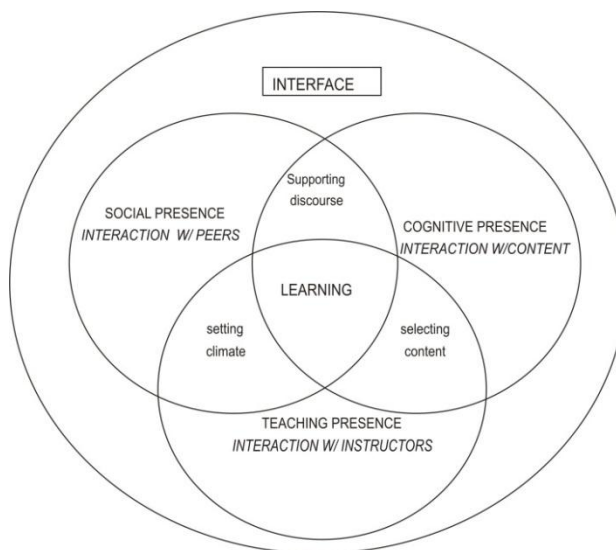 INTERFACE
Supporting
discourse
SOCIAL PRESENCE
INTERACTION W/ PEERS
COGNITIVE PRESENCE
INTERACTION W/CONTENT
LEARNING
setting
climate
selecting
content
TEACHING PRESENCE
INTERACTION W/ INSTRUCTORS